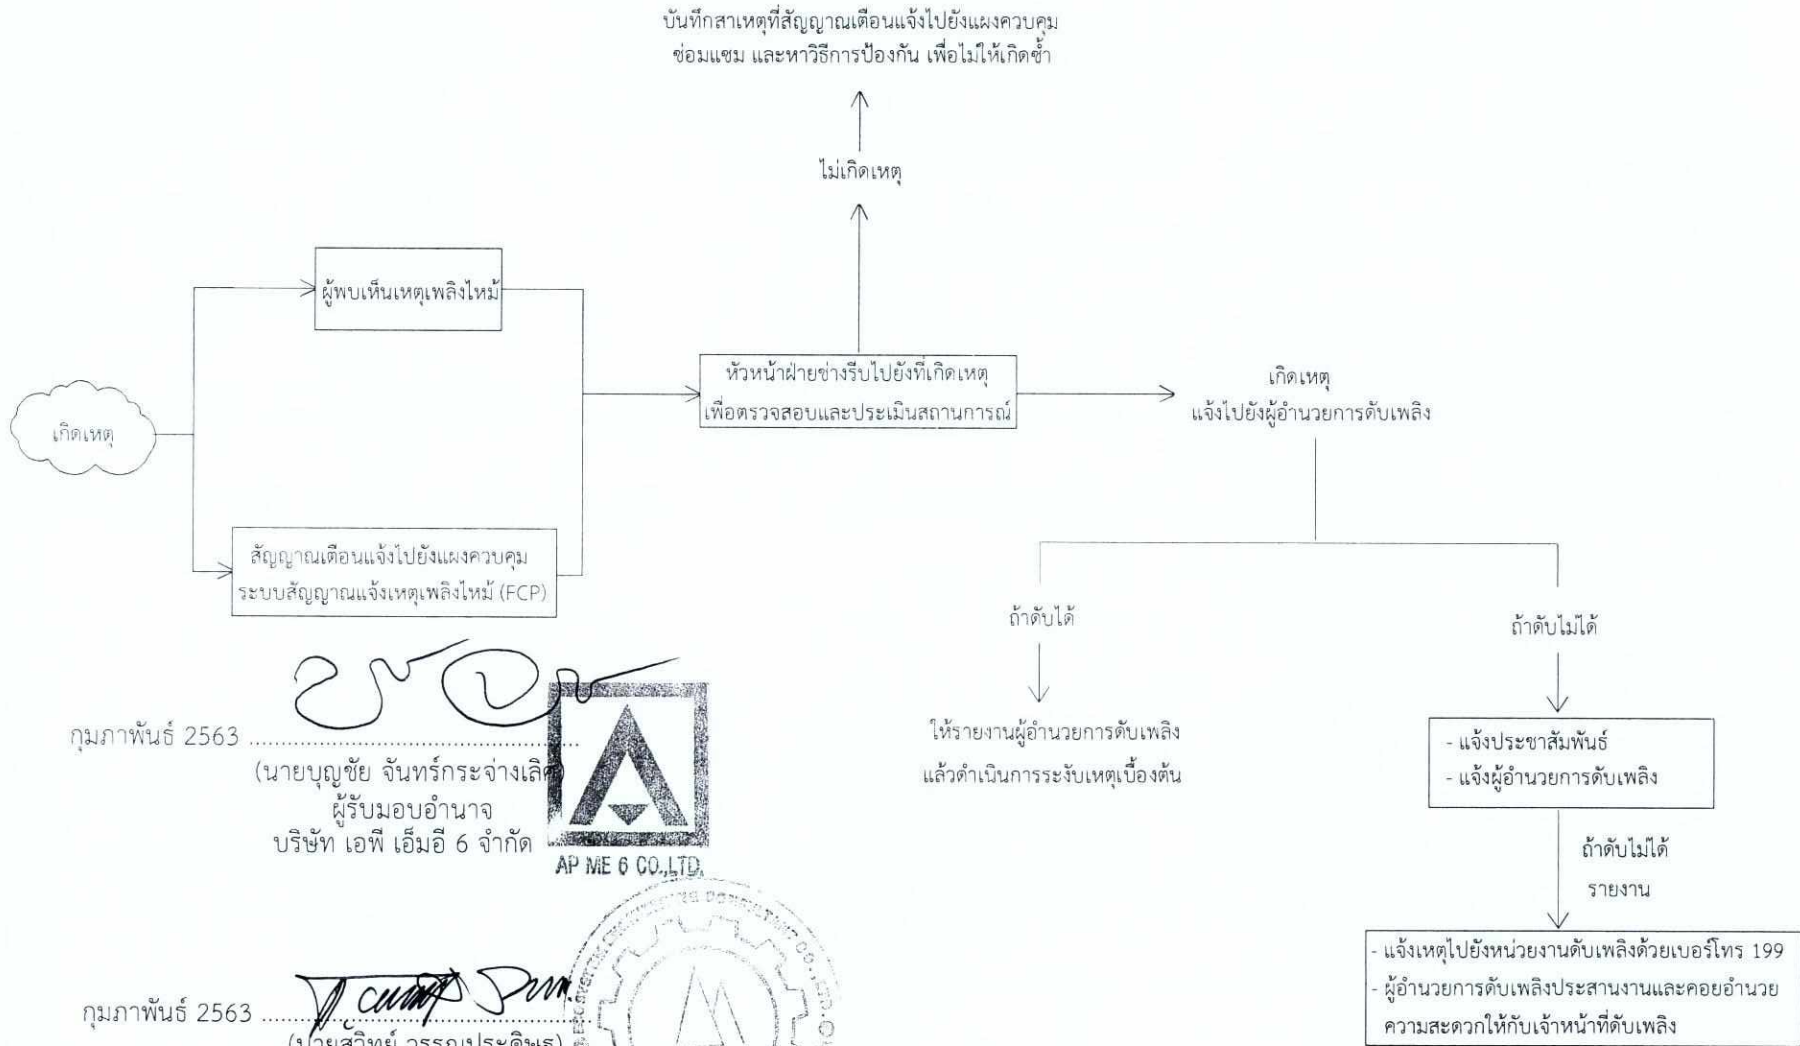 บันทึกสาเหตุที่สัญญาณเตือนแจ้งไปยังแผงควบคุม
ซ่อมแซม และหาวิธีการป้องกัน เพื่อไม่ให้เกิดซ้ำ
ไม่เกิดเหตุ
ผู้พบเห็นเหตุเพลิงไหม้
หัวหน้าฝ่ายช่างรีบไปยังที่เกิดเหตุ
เพื่อตรวจสอบและประเมินสถานการณ์
เกิดเหตุ
แจ้งไปยังผู้อำนวยการดับเพลิง
เกิดเหตุ
สัญญาณเตือนแจ้งไปยังแผงควบคุม
ระบบสัญญาณแจ้งเหตุเพลิงไหม้ (FCP)
ถ้าดับได้
ถ้าดับไม่ได้
ให้รายงานผู้อำนวยการดับเพลิง
แล้วดำเนินการระงับเหตุเบื้องต้น
- แจ้งประชาสัมพันธ์
- แจ้งผู้อำนวยการดับเพลิง
ถ้าดับไม่ได้
รายงาน
- แจ้งเหตุไปยังหน่วยงานดับเพลิงด้วยเบอร์โทร 199
- ผู้อำนวยการดับเพลิงประสานงานและคอยอำนวย
ความสะดวกให้กับเจ้าหน้าที่ดับเพลิง
กุมภาพันธ์ 2563
(นายบุญชัย จันทร์กระจ่างเลิศ)
ผู้รับมอบอำนาจ
บริษัท เอพี เอ็มอี 6 จำกัด
AP ME 6 CO.,LTD.
กุมภาพันธ์ 2563